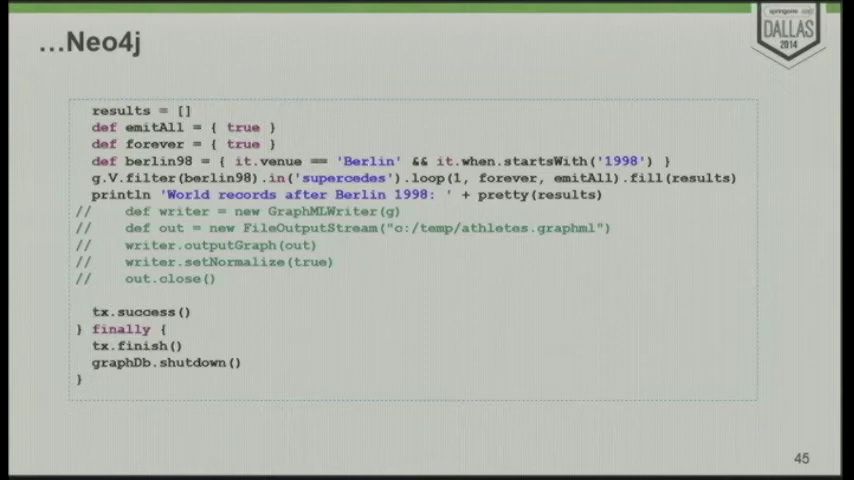 ...Neo4j
DALLAS
2014
results = []
def emitAll = { true }
def forever = { true }
def berlin98 = { it.venue == 'Berlin' && it.when.startsWith('1998') }
g.V.filter(berlin98).in('supercedes').loop(1, forever, emitAll).fill(results)
println 'World records after Berlin 1998: ' + pretty(results)
// def writer = new GraphMLWriter(g)
// def out = new FileOutputStream("c:/temp/athletes.graphml")
// writer.outputGraph(out)
// writer.setNormalize(true)
// out.close()
tx.success()
} finally {
tx.finish()
graphDb.shutdown()
}
45